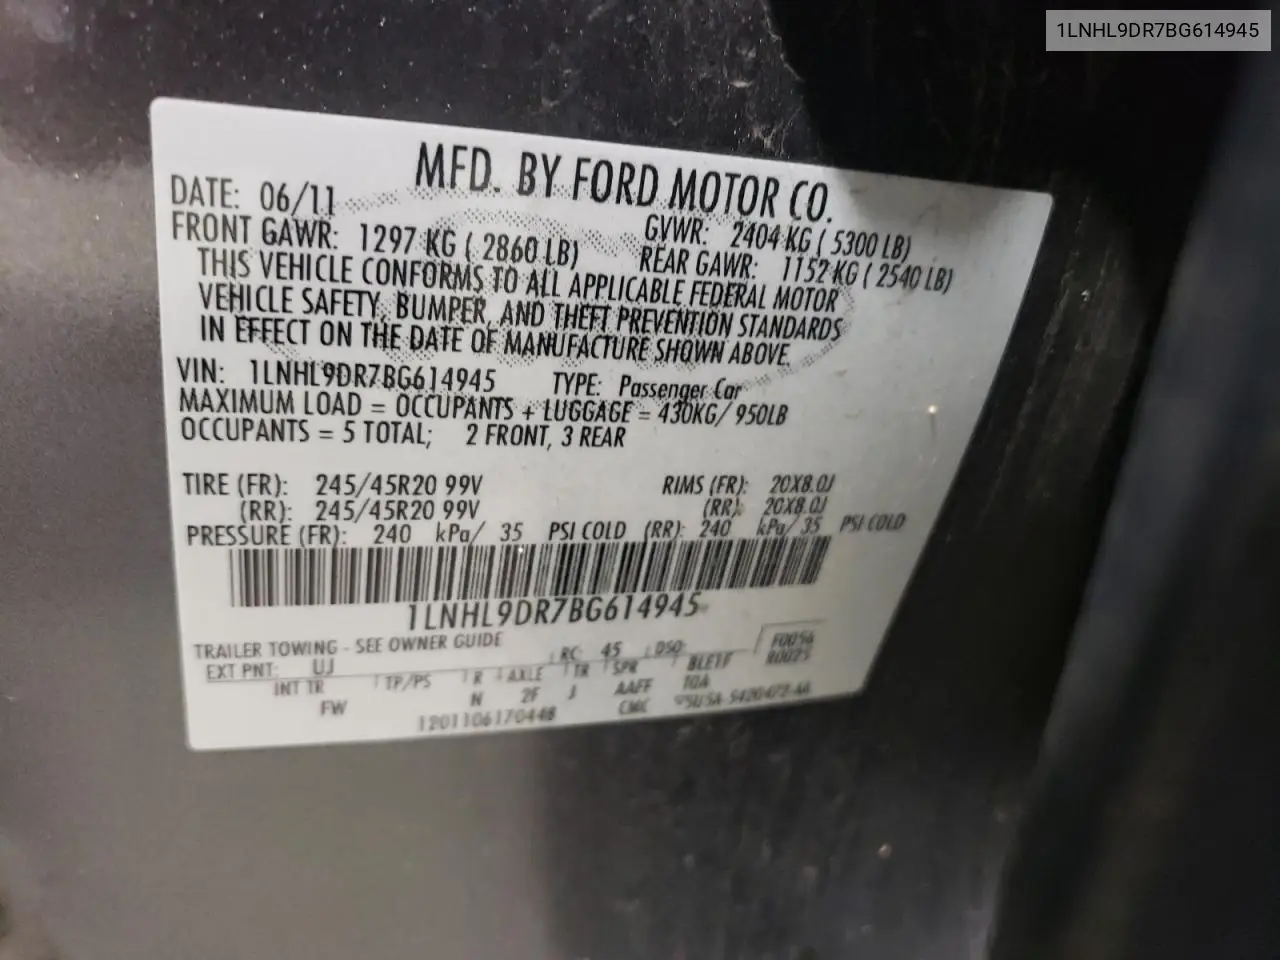 1LNHL9DR7BG614945
MFD. BY FORD MOTOR CO.
DATE: 06/11 GVWR: 2404 KG ( 5300 LB)
FRONT GAWR: 1297 KG ( 2860 LB) REAR GAWR: 1152 KG ( 2540 LB)
THIS VEHICLE CONFORMS TO ALL APPLICABLE FEDERAL MOTOR
VEHICLE SAFETY, BUMPER, AND THEFT PREVENTION STANDARDS
IN EFFECT ON THE DATE OF MANUFACTURE SHOWN ABOVE.
VIN: 1LNHL9DR7BG614945 TYPE: Passenger Car
MAXIMUM LOAD = OCCUPANTS + LUGGAGE = 430KG/ 950LB
OCCUPANTS = 5 TOTAL; 2 FRONT, 3 REAR
TIRE (FR): 245/45R20 99V RIMS (FR): 20X8.0J
(RR): 245/45R20 99V (RR): 20X8.0J
PRESSURE (FR): 240 kPa/ 35 PSI COLD (RR): 240 kPa/ 35 PSI COLD
1LNHL9DR7BG614945
TRAILER TOWING - SEE OWNER GUIDE
EXT PNT: UJ RC: 45 DSO:
INT TR TP/PS R AXLE TR SPR
FW N 2F J AAFF
1201106170448